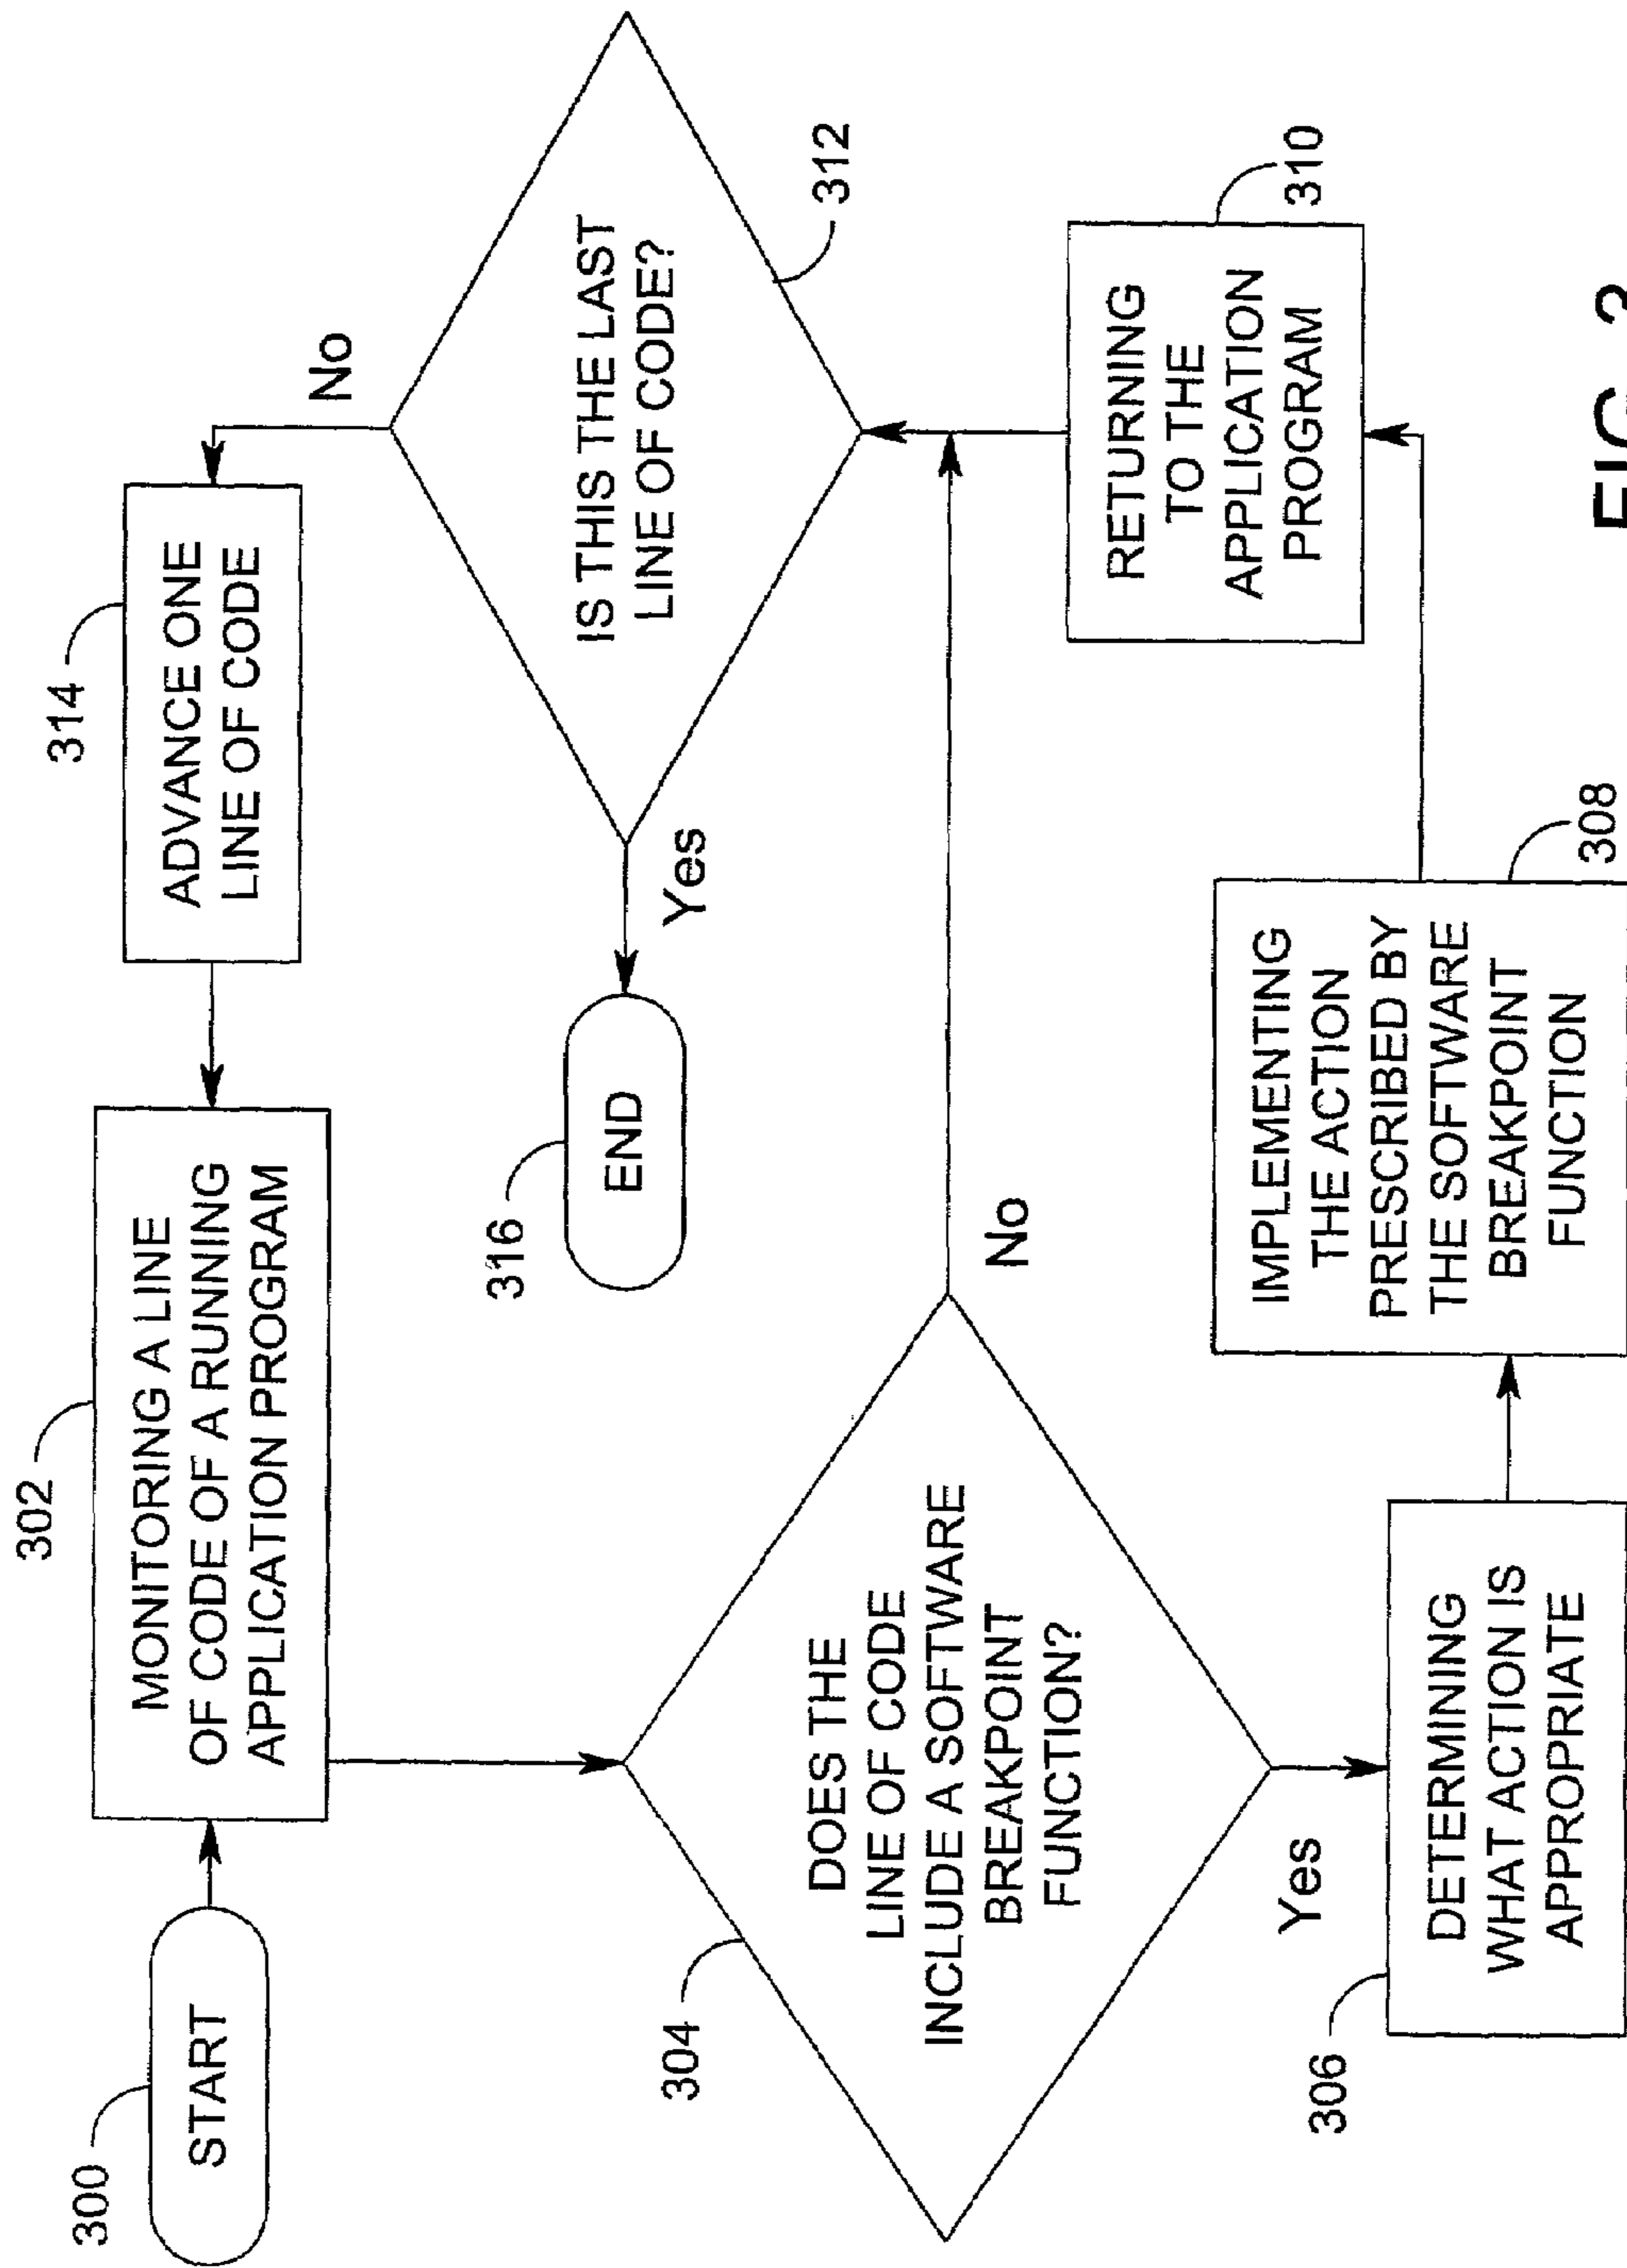 300
START
302
MONITORING A LINE
OF CODE OF A RUNNING
APPLICATION PROGRAM
314
ADVANCE ONE
LINE OF CODE
304
DOES THE
LINE OF CODE
INCLUDE A SOFTWARE
BREAKPOINT
FUNCTION?
No
Yes
316
END
Yes
No
IS THIS THE LAST
LINE OF CODE?
312
306
DETERMINING
WHAT ACTION IS
APPROPRIATE
IMPLEMENTING
THE ACTION
PRESCRIBED BY
THE SOFTWARE
BREAKPOINT
FUNCTION
308
RETURNING
TO THE
APPLICATION
PROGRAM
310
FIG. 3